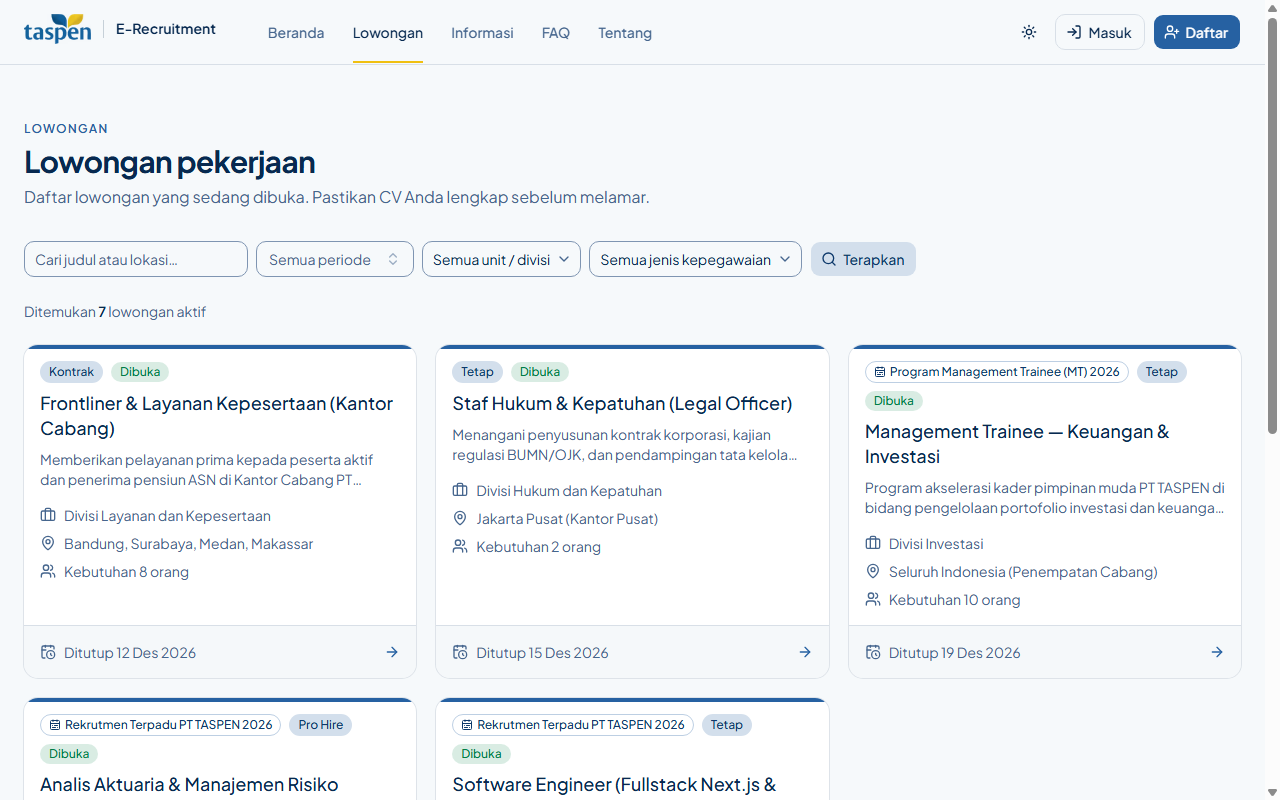 taspen
E-Recruitment
Beranda
Lowongan
Informasi
FAQ
Tentang
Masuk
Daftar
LOWONGAN
Lowongan pekerjaan
Daftar lowongan yang sedang dibuka. Pastikan CV Anda lengkap sebelum melamar.
Cari judul atau lokasi...
Semua periode
Semua unit / divisi
Semua jenis kepegawaian
Terapkan
Ditemukan 7 lowongan aktif
Kontrak
Dibuka
Frontliner & Layanan Kepesertaan (Kantor
Cabang)
Memberikan pelayanan prima kepada peserta aktif
dan penerima pensiun ASN di Kantor Cabang PT...
Divisi Layanan dan Kepesertaan
Bandung, Surabaya, Medan, Makassar
Kebutuhan 8 orang
Ditutup 12 Des 2026
Tetap
Dibuka
Staf Hukum & Kepatuhan (Legal Officer)
Menangani penyusunan kontrak korporasi, kajian
regulasi BUMN/OJK, dan pendampingan tata kelola...
Divisi Hukum dan Kepatuhan
Jakarta Pusat (Kantor Pusat)
Kebutuhan 2 orang
Ditutup 15 Des 2026
Program Management Trainee (MT) 2026
Tetap
Dibuka
Management Trainee — Keuangan &
Investasi
Program akselerasi kader pimpinan muda PT TASPEN di
bidang pengelolaan portofolio investasi dan keuanga...
Divisi Investasi
Seluruh Indonesia (Penempatan Cabang)
Kebutuhan 10 orang
Ditutup 19 Des 2026
Rekrutmen Terpadu PT TASPEN 2026
Pro Hire
Dibuka
Analis Aktuaria & Manajemen Risiko
Rekrutmen Terpadu PT TASPEN 2026
Tetap
Dibuka
Software Engineer (Fullstack Next.js &